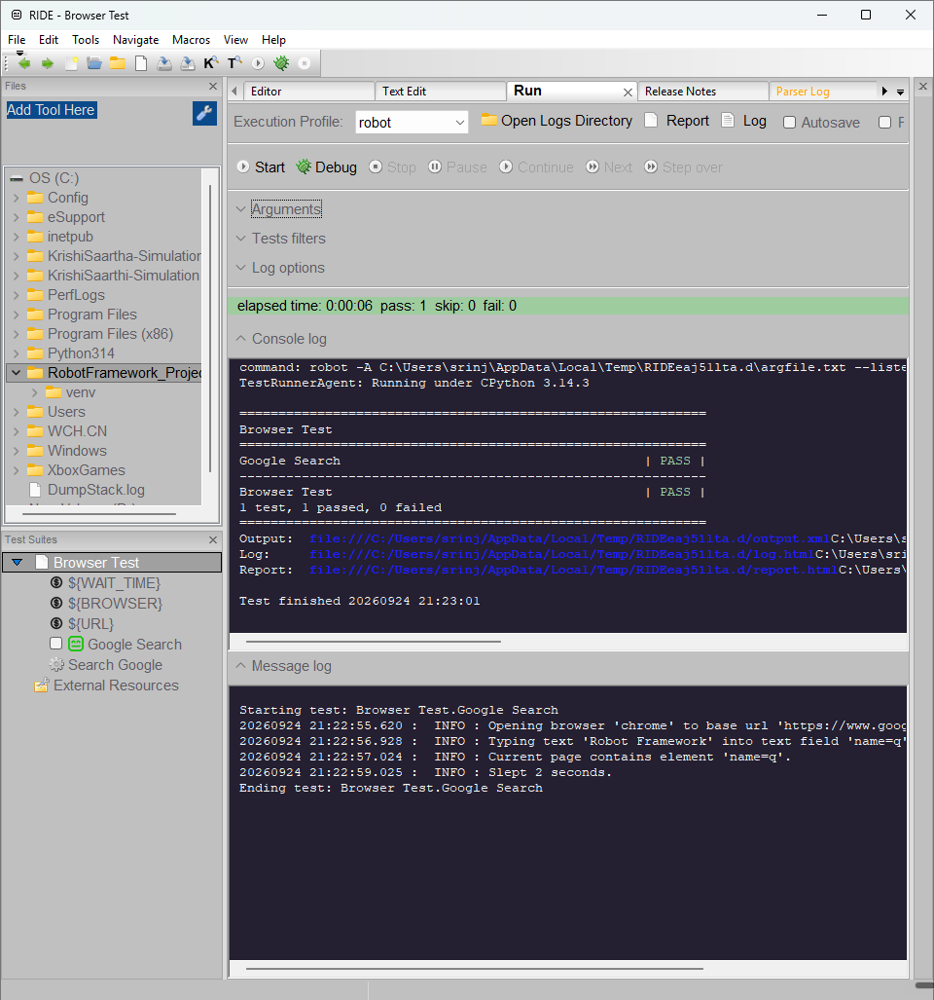 RIDE - Browser Test
File Edit Tools Navigate Macros View Help
Files
Add Tool Here
OS (C:)
Config
eSupport
inetpub
KrishiSaartha-Simulation
KrishiSaarthi-Simulation
PerfLogs
Program Files
Program Files (x86)
Python314
RobotFramework_Projec
venv
Users
WCH.CN
Windows
XboxGames
DumpStack.log
Test Suites
Browser Test
${WAIT_TIME}
${BROWSER}
${URL}
Google Search
Search Google
External Resources
Editor Text Edit Run Release Notes Parser Log
Execution Profile: robot Open Logs Directory Report Log Autosave
Start Debug Stop Pause Continue Next Step over
Arguments
Tests filters
Log options
elapsed time: 0:00:06 pass: 1 skip: 0 fail: 0
Console log
command: robot -A C:\Users\srinj\AppData\Local\Temp\RIDEeaj51lta.d\argfile.txt --liste
TestRunnerAgent: Running under CPython 3.14.3
==============================================================
Browser Test
==============================================================
Google Search | PASS |
--------------------------------------------------------------
Browser Test | PASS |
1 test, 1 passed, 0 failed
==============================================================
Output: file:///C:/Users/srinj/AppData/Local/Temp/RIDEeaj51lta.d/output.xmlC:\Users\s
Log: file:///C:/Users/srinj/AppData/Local/Temp/RIDEeaj51lta.d/log.htmlC:\Users\sri
Report: file:///C:/Users/srinj/AppData/Local/Temp/RIDEeaj51lta.d/report.htmlC:\Users\
Test finished 20260924 21:23:01
Message log
Starting test: Browser Test.Google Search
20260924 21:22:55.620 : INFO : Opening browser 'chrome' to base url 'https://www.goog
20260924 21:22:56.928 : INFO : Typing text 'Robot Framework' into text field 'name=q'
20260924 21:22:57.024 : INFO : Current page contains element 'name=q'.
20260924 21:22:59.025 : INFO : Slept 2 seconds.
Ending test: Browser Test.Google Search